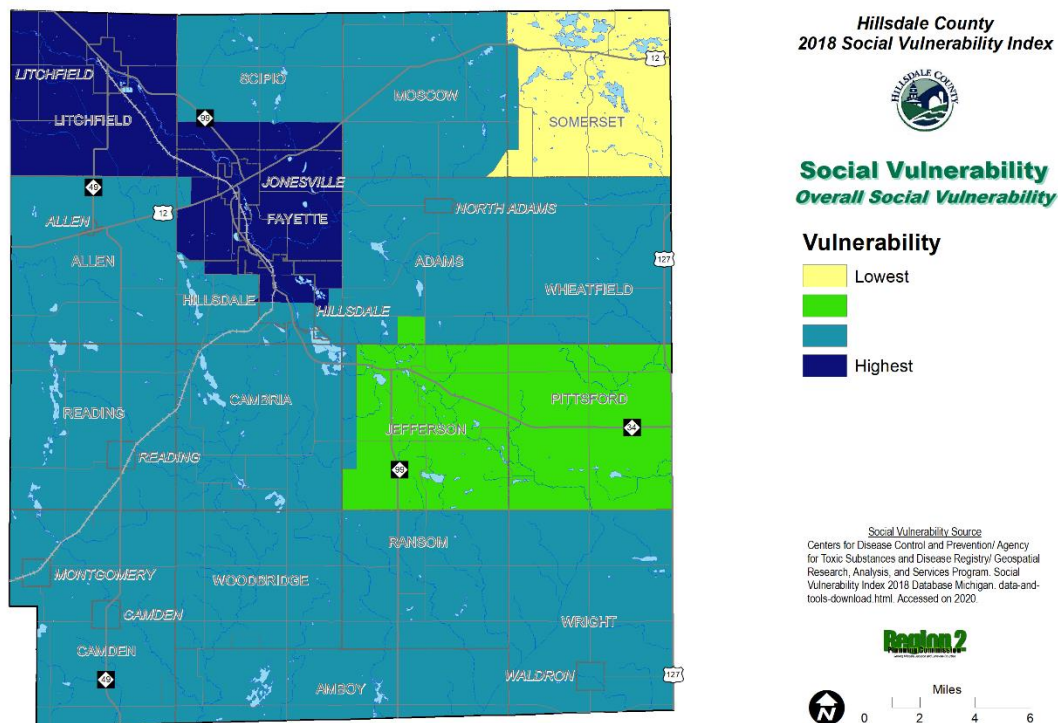 Hillsdale County
2018 Social Vulnerability Index
HILLSDALE COUNTY
Social Vulnerability
Overall Social Vulnerability
Vulnerability
Lowest
Highest
Social Vulnerability Source
Centers for Disease Control and Prevention/ Agency
for Toxic Substances and Disease Registry/ Geospatial
Research, Analysis, and Services Program. Social
Vulnerability Index 2018 Database Michigan. data-and-
tools-download.html. Accessed on 2020.
Region 2
Planning Commission
N
Miles
0 2 4 6
LITCHFIELD
SCIPIO
12
MOSCOW
LITCHFIELD
99
SOMERSET
JONESVILLE
49
ALLEN
12
FAYETTE
NORTH ADAMS
ALLEN
ADAMS
127
HILLSDALE
HILLSDALE
WHEATFIELD
READING
CAMBRIA
PITTSFORD
JEFFERSON
34
READING
99
RANSOM
MONTGOMERY
WOODBRIDGE
CAMDEN
WRIGHT
CAMDEN
49
AMBOY
WALDRON
127